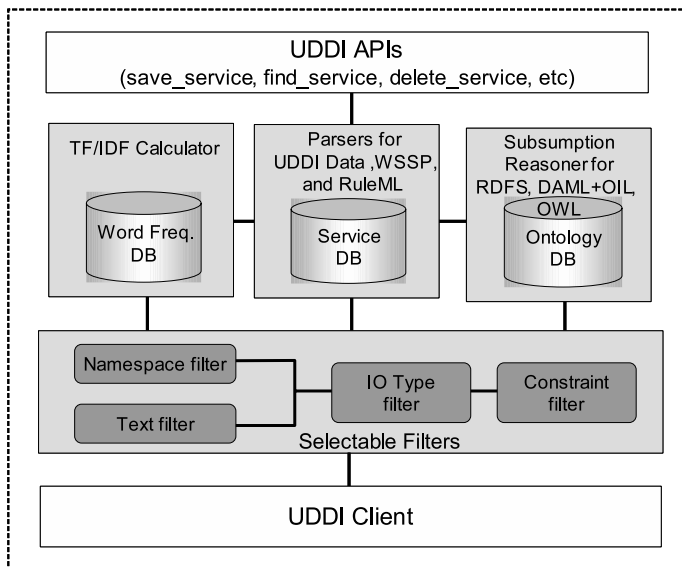 UDDI APIs
(save_service, find_service, delete_service, etc)
TF/IDF Calculator
Word Freq.
DB
Parsers for
UDDI Data ,WSSP,
and RuleML
Service
DB
Subsumption
Reasoner for
RDFS, DAML+OIL,
OWL
Ontology
DB
Namespace filter
Text filter
IO Type
filter
Constraint
filter
Selectable Filters
UDDI Client